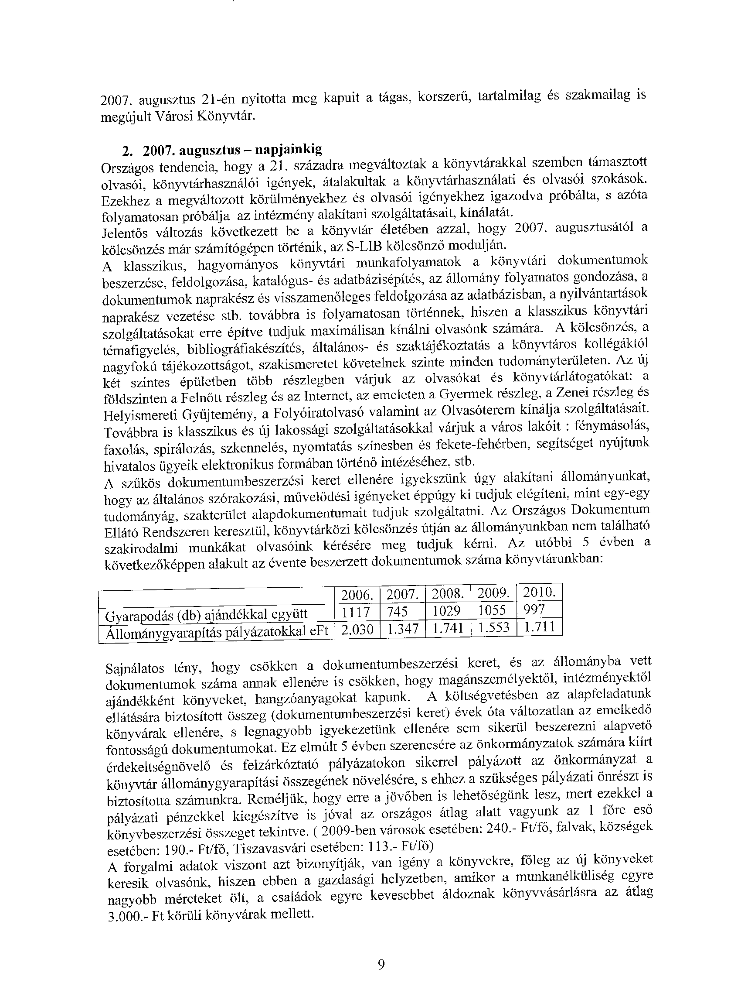 2007. augusztus 21-én nyitotta meg kapuit a tágas, korszerű, tartalmilag és szakmailag is
megújult Városi Könyvtár.
2. 2007. augusztus – napjainkig
Országos tendencia, hogy a 21. századra megváltoztak a könyvtárakkal szemben támasztott
olvasói, könyvtárhasználói igények, átalakultak a könyvtárhasználati és olvasói szokások.
Ezekhez a megváltozott körülményekhez és olvasói igényekhez igazodva próbálta, s azóta
folyamatosan próbálja az intézmény alakítani szolgáltatásait, kínálatát.
Jelentős változás következett be a könyvtár életében azzal, hogy 2007. augusztusától a
kölcsönzés már számítógépen történik, az S-LIB kölcsönző modulján.
A klasszikus, hagyományos könyvtári munkafolyamatok a könyvtári dokumentumok
beszerzése, feldolgozása, katalógus- és adatbázisépítés, az állomány folyamatos gondozása, a
dokumentumok naprakész és visszamenőleges feldolgozása az adatbázisban, a nyilvántartások
naprakész vezetése stb. továbbra is folyamatosan történnek, hiszen a klasszikus könyvtári
szolgáltatásokat erre építve tudjuk maximálisan kínálni olvasónk számára. A kölcsönzés, a
témafigyelés, bibliográfiakészítés, általános- és szaktájékoztatás a könyvtáros kollégáktól
nagyfokú tájékozottságot, szakismeretet követelnek szinte minden tudományterületen. Az új
két szintes épületben több részlegben várjuk az olvasókat és könyvtárlátogatókat: a
földszinten a Felnőtt részleg és az Internet, az emeleten a Gyermek részleg, a Zenei részleg és
Helyismereti Gyűjtemény, a Folyóiratolvasó valamint az Olvasóterem kínálja szolgáltatásait.
Továbbra is klasszikus és új lakossági szolgáltatásokkal várjuk a város lakóit : fénymásolás,
faxolás, spirálozás, szkennelés, nyomtatás színesben és fekete-fehérben, segítséget nyújtunk
hivatalos ügyeik elektronikus formában történő intézéséhez, stb.
A szűkös dokumentumbeszerzési keret ellenére igyekszünk úgy alakítani állományunkat,
hogy az általános szórakozási, művelődési igényeket éppúgy ki tudjuk elégíteni, mint egy-egy
tudományág, szakterület alapdokumentumait tudjuk szolgáltatni. Az Országos Dokumentum
Ellátó Rendszeren keresztül, könyvtárközi kölcsönzés útján az állományunkban nem található
szakirodalmi munkákat olvasóink kérésére meg tudjuk kérni. Az utóbbi 5 évben a
következőképpen alakult az évente beszerzett dokumentumok száma könyvtárunkban:
2006. 2007. 2008. 2009. 2010.
Gyarapodás (db) ajándékkal együtt 1117 745 1029 1055 997
Állománygyarapítás pályázatokkal eFt 2.030 1.347 1.741 1.553 1.711
Sajnálatos tény, hogy csökken a dokumentumbeszerzési keret, és az állományba vett
dokumentumok száma annak ellenére is csökken, hogy magánszemélyektől, intézményektől
ajándékként könyveket, hangzóanyagokat kapunk. A költségvetésben az alapfeladatunk
ellátására biztosított összeg (dokumentumbeszerzési keret) évek óta változatlan az emelkedő
könyvárak ellenére, s legnagyobb igyekezetünk ellenére sem sikerül beszerezni alapvető
fontosságú dokumentumokat. Ez elmúlt 5 évben szerencsére az önkormányzatok számára kiírt
érdekeltségnövelő és felzárkóztató pályázatokon sikerrel pályázott az önkormányzat a
könyvtár állománygyarapítási összegének növelésére, s ehhez a szükséges pályázati önrészt is
biztosította számunkra. Reméljük, hogy erre a jövőben is lehetőségünk lesz, mert ezekkel a
pályázati pénzekkel kiegészítve is jóval az országos átlag alatt vagyunk az 1 főre eső
könyvbeszerzési összeget tekintve. ( 2009-ben városok esetében: 240.- Ft/fő, falvak, községek
esetében: 190.- Ft/fő, Tiszavasvári esetében: 113.- Ft/fő)
A forgalmi adatok viszont azt bizonyítják, van igény a könyvekre, főleg az új könyveket
keresik olvasónk, hiszen ebben a gazdasági helyzetben, amikor a munkanélküliség egyre
nagyobb méreteket ölt, a családok egyre kevesebbet áldoznak könyvvásárlásra az átlag
3.000.- Ft körüli könyvárak mellett.
9